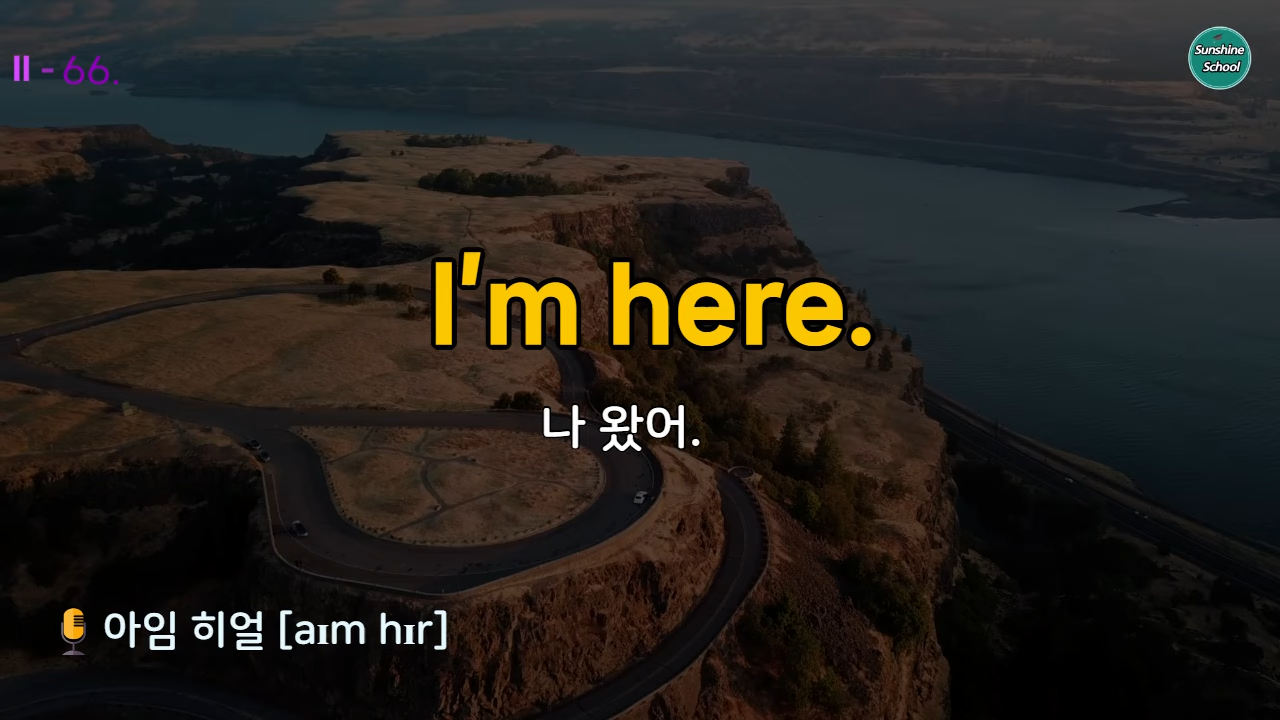 II - 66.
Sunshine
School
I'm here.
나 왔어.
아임 히얼 [aɪm hɪr]